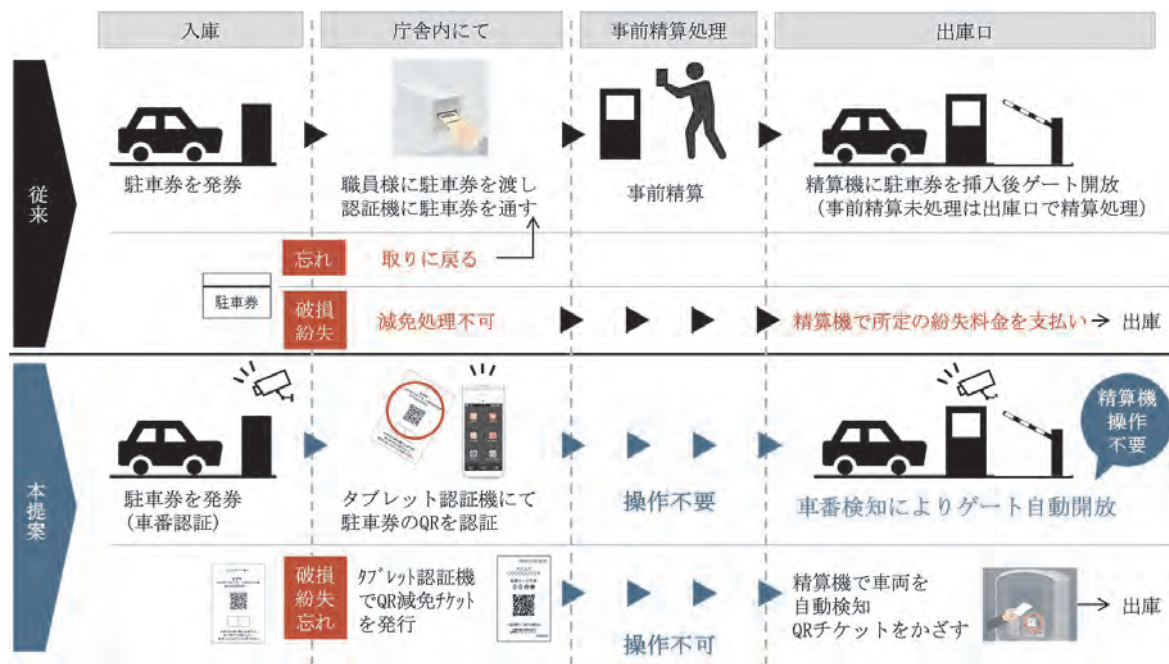 入庫
庁舎内にて
事前精算処理
出庫口
従来
駐車券を発券
職員様に駐車券を渡し
認証機に駐車券を通す
事前精算
精算機に駐車券を挿入後ゲート開放
(事前精算未処理は出庫口で精算処理)
忘れ
取りに戻る
駐車券
破損
紛失
減免処理不可
精算機で所定の紛失料金を支払い
出庫
本提案
駐車券を発券
(車番認証)
タブレット認証機にて
駐車券のQRを認証
操作不要
車番検知によりゲート自動開放
精算機
操作
不要
破損
紛失
忘れ
タブレット認証機
でQR減免チケット
を発行
操作不可
精算機で車両を
自動検知
QRチケットをかざす
出庫